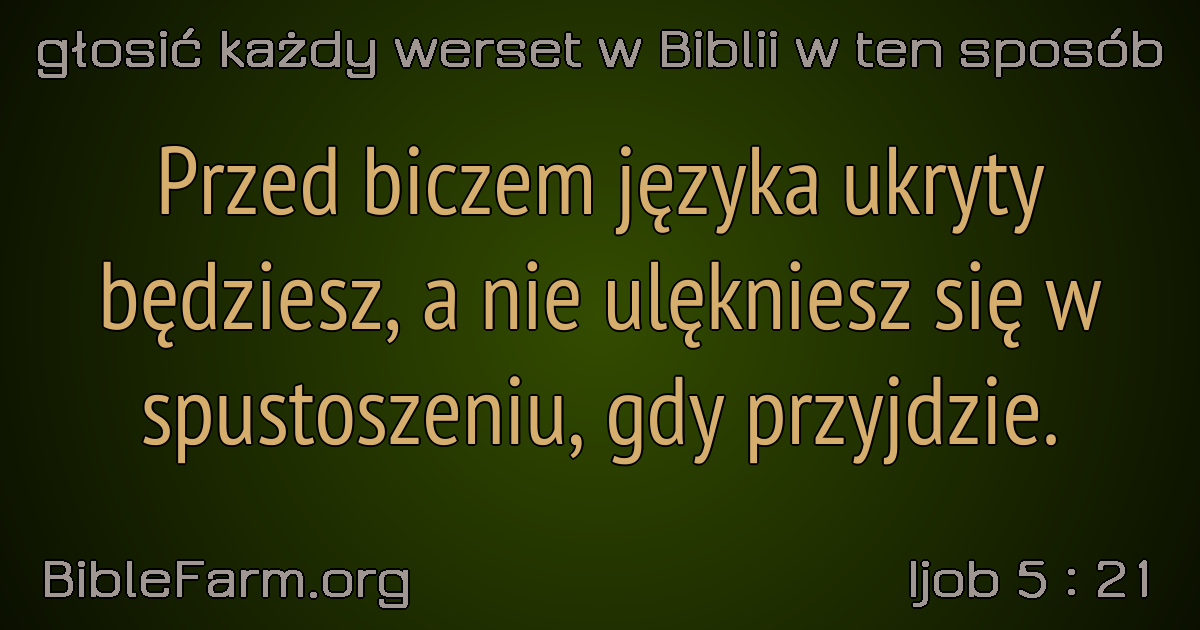 głosić każdy werset w Biblii w ten sposób
Przed biczem języka ukryty
będziesz, a nie ulękniesz się w
spustoszeniu, gdy przyjdzie.
BibleFarm.org
Ijob 5 : 21